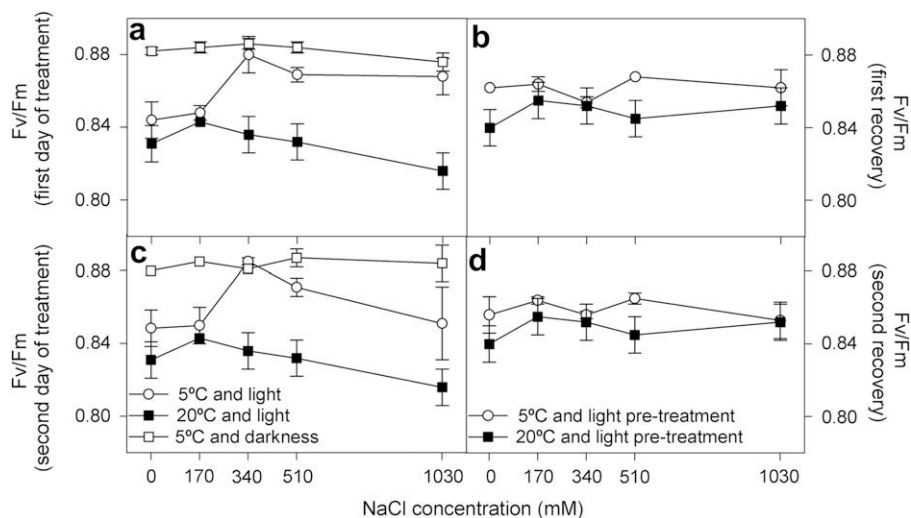 a
b
Fv/Fm
(first day of treatment)
0.88
0.84
0.80
0.88
0.84
0.80
Fv/Fm
(first recovery)
c
d
Fv/Fm
(second day of treatment)
0.88
0.84
0.80
0.88
0.84
0.80
Fv/Fm
(second recovery)
5ºC and light
20ºC and light
5ºC and darkness
5ºC and light pre-treatment
20ºC and light pre-treatment
0 170 340 510 1030
0 170 340 510 1030
NaCl concentration (mM)